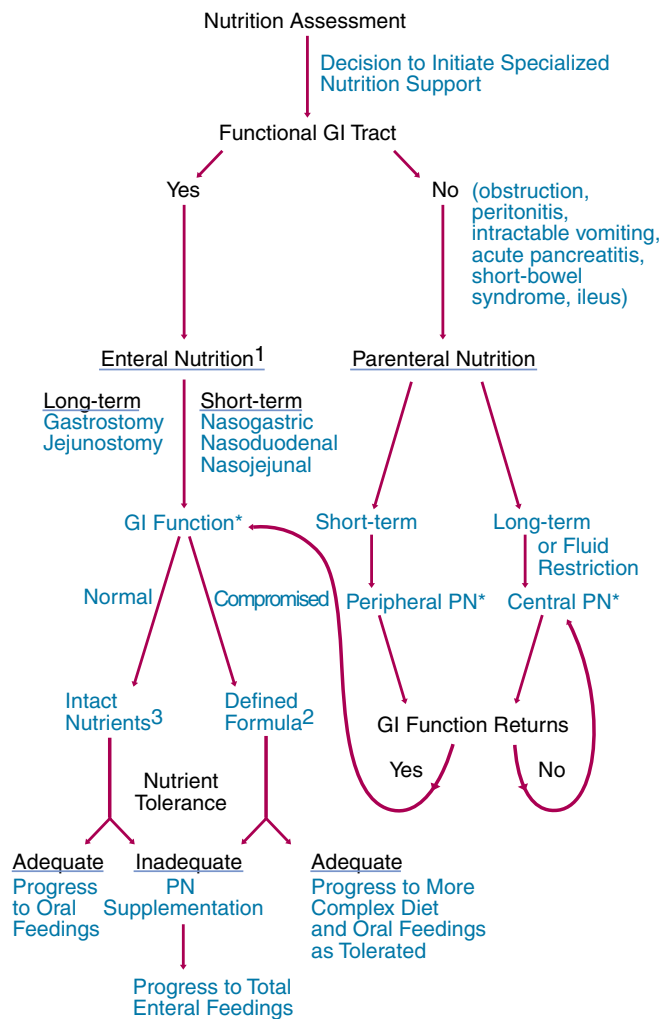 Nutrition Assessment
Decision to Initiate Specialized
Nutrition Support
Functional GI Tract
Yes
No
(obstruction,
peritonitis,
intractable vomiting,
acute pancreatitis,
short-bowel
syndrome, ileus)
Enteral Nutrition1
Parenteral Nutrition
Long-term
Gastrostomy
Jejunostomy
Short-term
Nasogastric
Nasoduodenal
Nasojejunal
GI Function*
Short-term
Long-term
or Fluid
Restriction
Normal
Compromised
Peripheral PN*
Central PN*
Intact
Nutrients3
Defined
Formula2
GI Function Returns
Yes
No
Nutrient
Tolerance
Adequate
Progress
to Oral
Feedings
Inadequate
PN
Supplementation
Adequate
Progress to More
Complex Diet
and Oral Feedings
as Tolerated
Progress to Total
Enteral Feedings